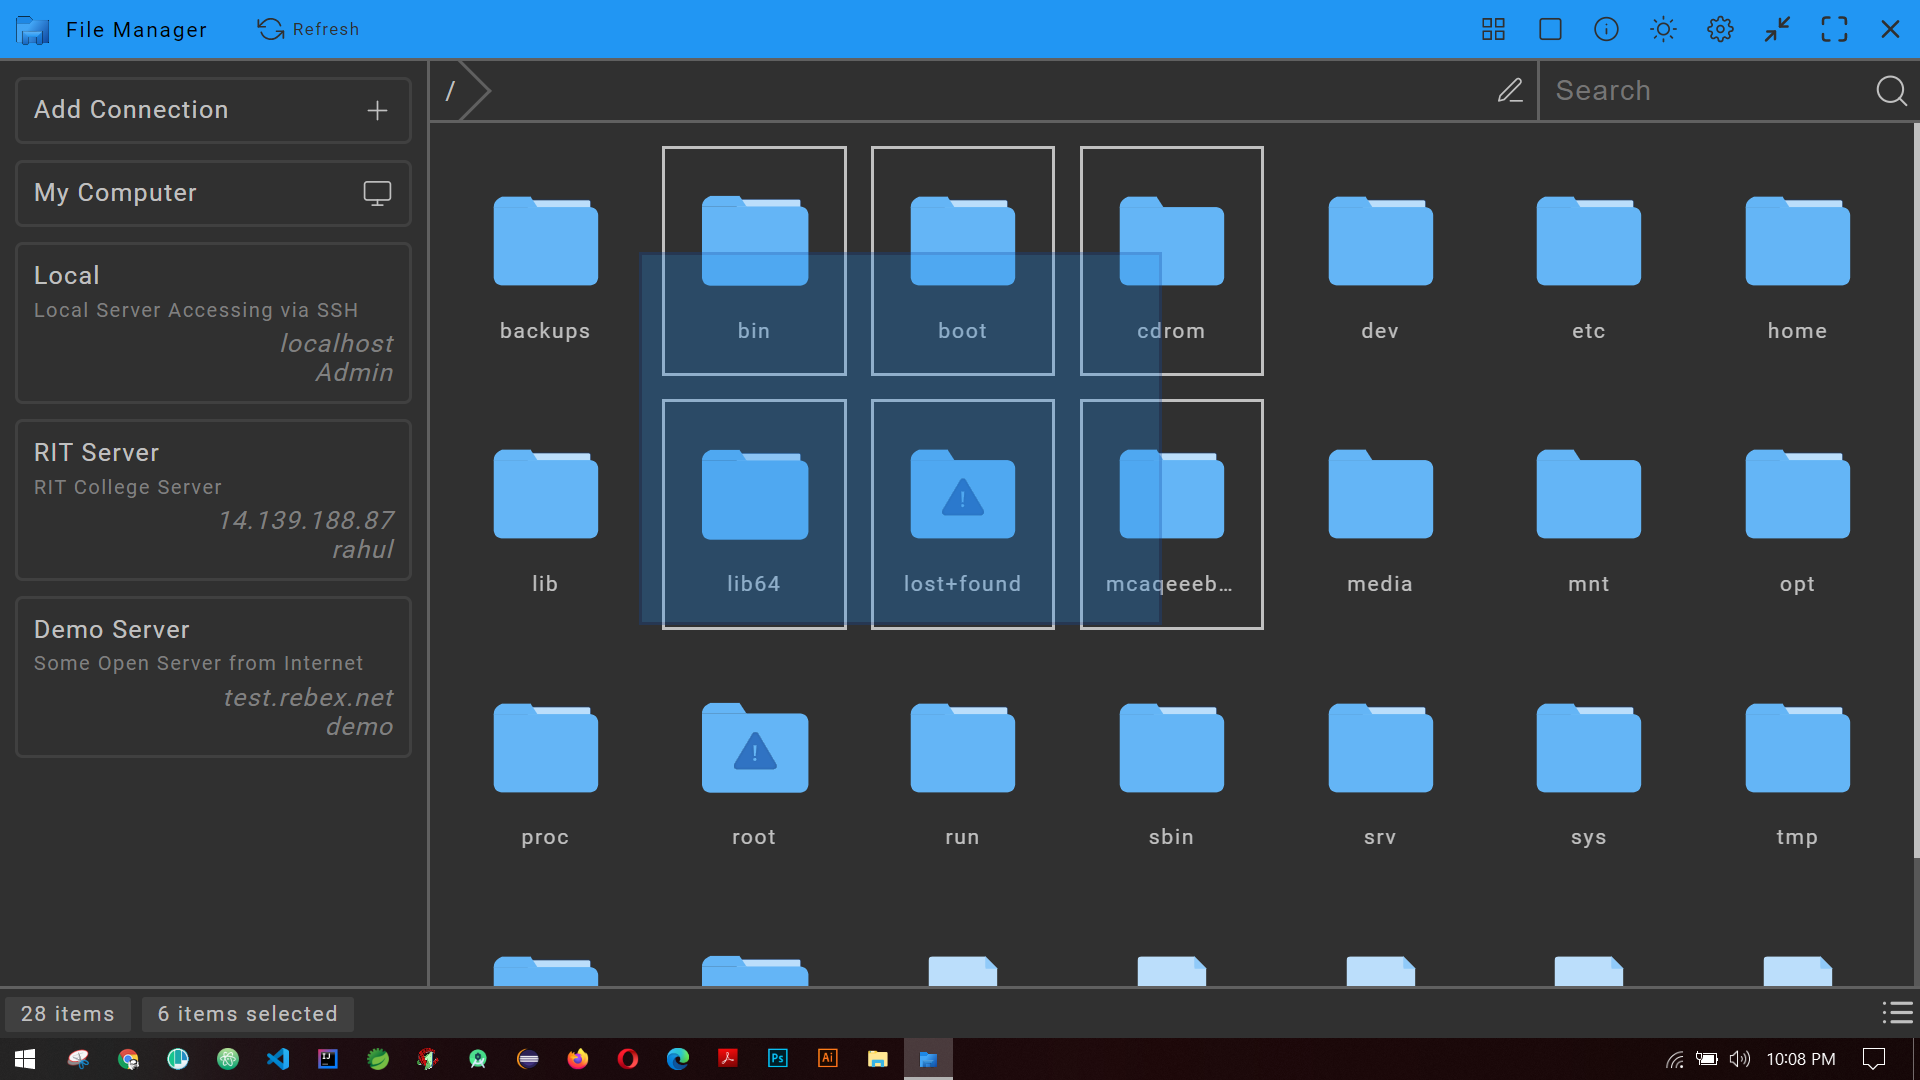 File Manager
Refresh
Add Connection
My Computer
Local
Local Server Accessing via SSH
localhost
Admin
RIT Server
RIT College Server
14.139.188.87
rahul
Demo Server
Some Open Server from Internet
test.rebex.net
demo
/
Search
backups bin boot cdrom dev etc home
lib lib64 lost+found mcaqeeeb... media mnt opt
proc root run sbin srv sys tmp
28 items
6 items selected
Ps
Ai
10:08 PM